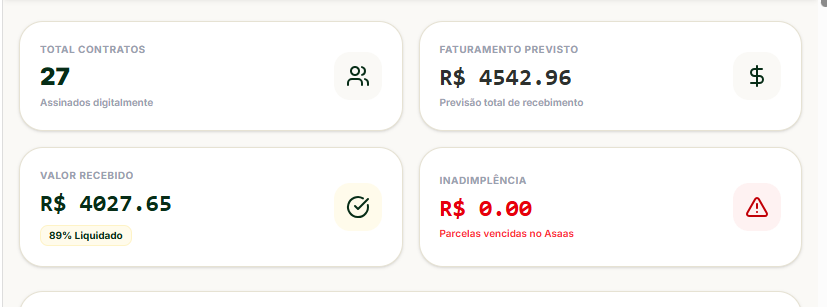 TOTAL CONTRATOS
27
Assinados digitalmente
FATURAMENTO PREVISTO
R$ 4542.96
Previsão total de recebimento
VALOR RECEBIDO
R$ 4027.65
89% Liquidado
INADIMPLÊNCIA
R$ 0.00
Parcelas vencidas no Asaas